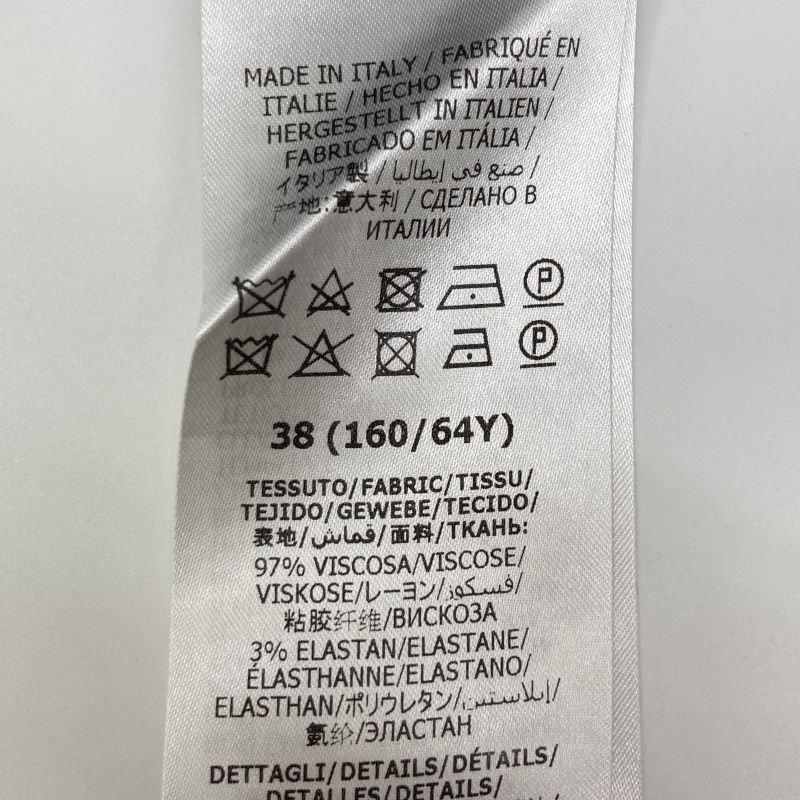 MADE IN ITALY / FABRIQUÉ EN
ITALIE / HECHO EN ITALIA /
HERGESTELLT IN ITALIEN /
FABRICADO EM ITÁLIA /
イタリア製 / صنع في إيطاليا /
产地:意大利 / СДЕЛАНО В
ИТАЛИИ
P
P
38 (160/64Y)
TESSUTO/FABRIC/TISSU/
TEJIDO/GEWEBE/TECIDO/
表地/قماش/面料/ТКАНЬ:
97% VISCOSA/VISCOSE/
VISKOSE/レーヨン/فسكوز/
粘胶纤维/ВИСКОЗА
3% ELASTAN/ELASTANE/
ÉLASTHANNE/ELASTANO/
ELASTHAN/ポリウレタン/إيلاستين/
氨纶/ЭЛАСТАН
DETTAGLI/DETAILS/DÉTAILS/
DETALLES/DETAILS/